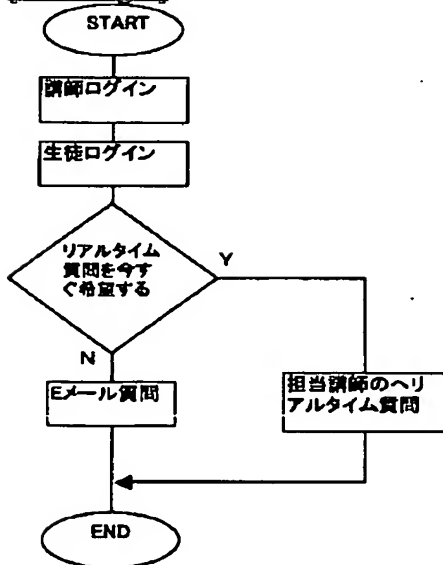 START
講師ログイン
生徒ログイン
リアルタイム
質問を今す
ぐ希望する
Y
N
Eメール質問
担当講師のへリ
アルタイム質問
END